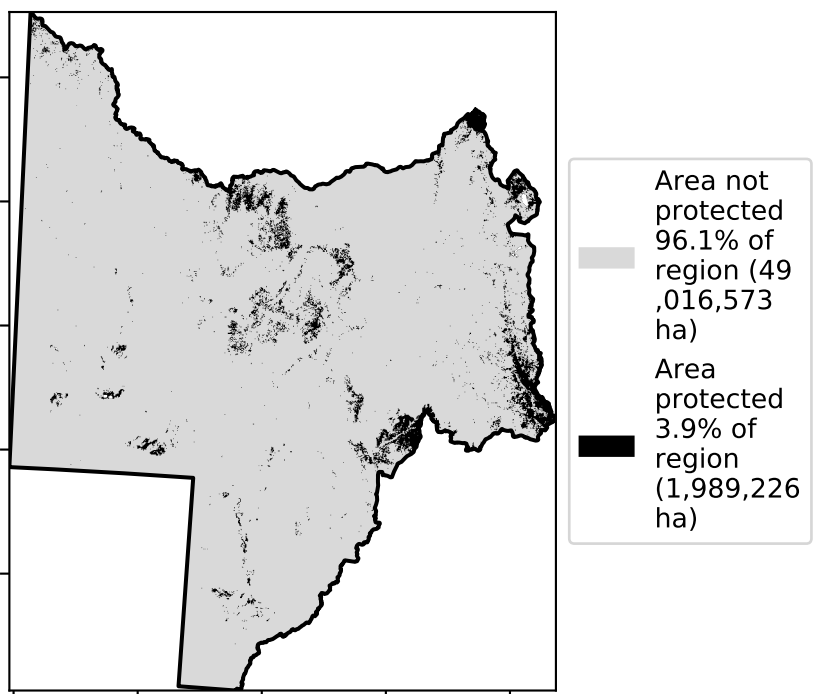 Area not
protected
96.1% of
region (49
,016,573
ha)
Area
protected
3.9% of
region
(1,989,226
ha)